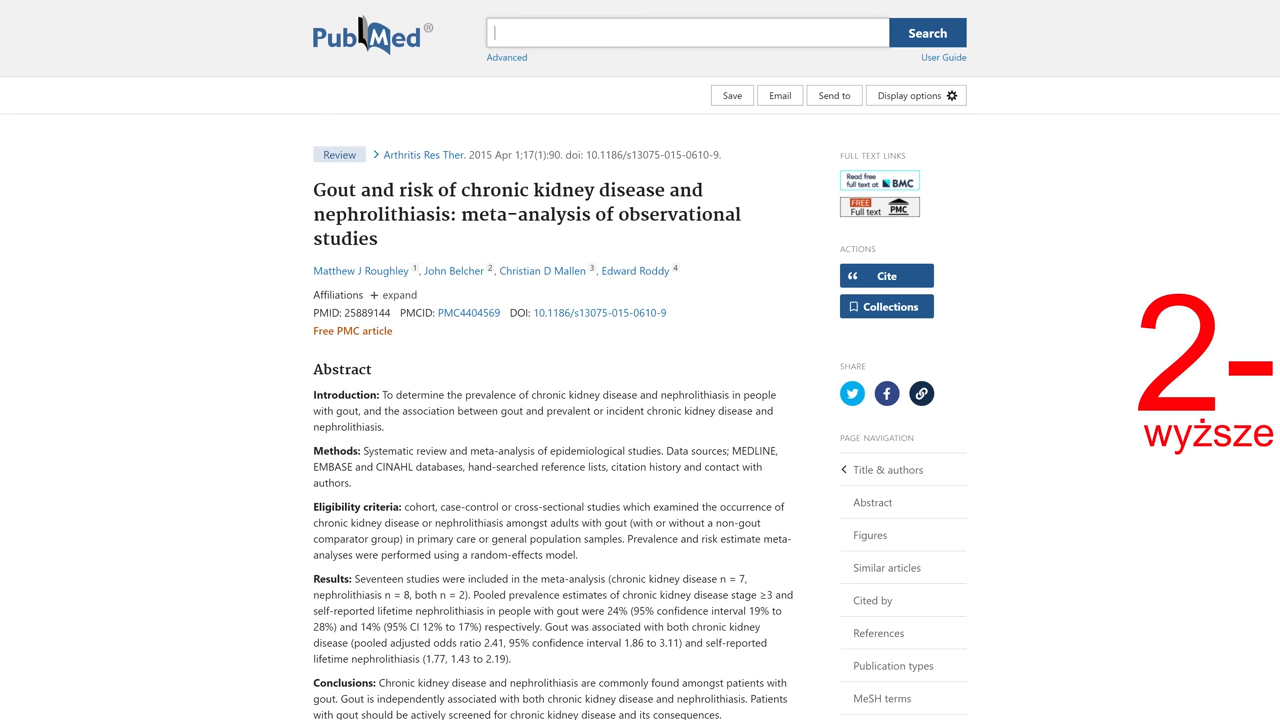 PubMed®
Search
Advanced
User Guide
Save
Email
Send to
Display options
Review
Arthritis Res Ther. 2015 Apr 1;17(1):90. doi: 10.1186/s13075-015-0610-9.
Gout and risk of chronic kidney disease and
nephrolithiasis: meta-analysis of observational
studies
Matthew J Roughley 1, John Belcher 2, Christian D Mallen 3, Edward Roddy 4
Affiliations + expand
PMID: 25889144 PMCID: PMC4404569 DOI: 10.1186/s13075-015-0610-9
Free PMC article
Abstract
Introduction: To determine the prevalence of chronic kidney disease and nephrolithiasis in people
with gout, and the association between gout and prevalent or incident chronic kidney disease and
nephrolithiasis.
Methods: Systematic review and meta-analysis of epidemiological studies. Data sources; MEDLINE,
EMBASE and CINAHL databases, hand-searched reference lists, citation history and contact with
authors.
Eligibility criteria: cohort, case-control or cross-sectional studies which examined the occurrence of
chronic kidney disease or nephrolithiasis amongst adults with gout (with or without a non-gout
comparator group) in primary care or general population samples. Prevalence and risk estimate meta-
analyses were performed using a random-effects model.
Results: Seventeen studies were included in the meta-analysis (chronic kidney disease n = 7,
nephrolithiasis n = 8, both n = 2). Pooled prevalence estimates of chronic kidney disease stage ≥3 and
self-reported lifetime nephrolithiasis in people with gout were 24% (95% confidence interval 19% to
28%) and 14% (95% CI 12% to 17%) respectively. Gout was associated with both chronic kidney
disease (pooled adjusted odds ratio 2.41, 95% confidence interval 1.86 to 3.11) and self-reported
lifetime nephrolithiasis (1.77, 1.43 to 2.19).
Conclusions: Chronic kidney disease and nephrolithiasis are commonly found amongst patients with
gout. Gout is independently associated with both chronic kidney disease and nephrolithiasis. Patients
with gout should be actively screened for chronic kidney disease and its consequences.
FULL TEXT LINKS
Read free
full text at BMC
FREE
Full text PMC
ACTIONS
Cite
Collections
SHARE
PAGE NAVIGATION
Title & authors
Abstract
Figures
Similar articles
Cited by
References
Publication types
MeSH terms
2-
wyższe